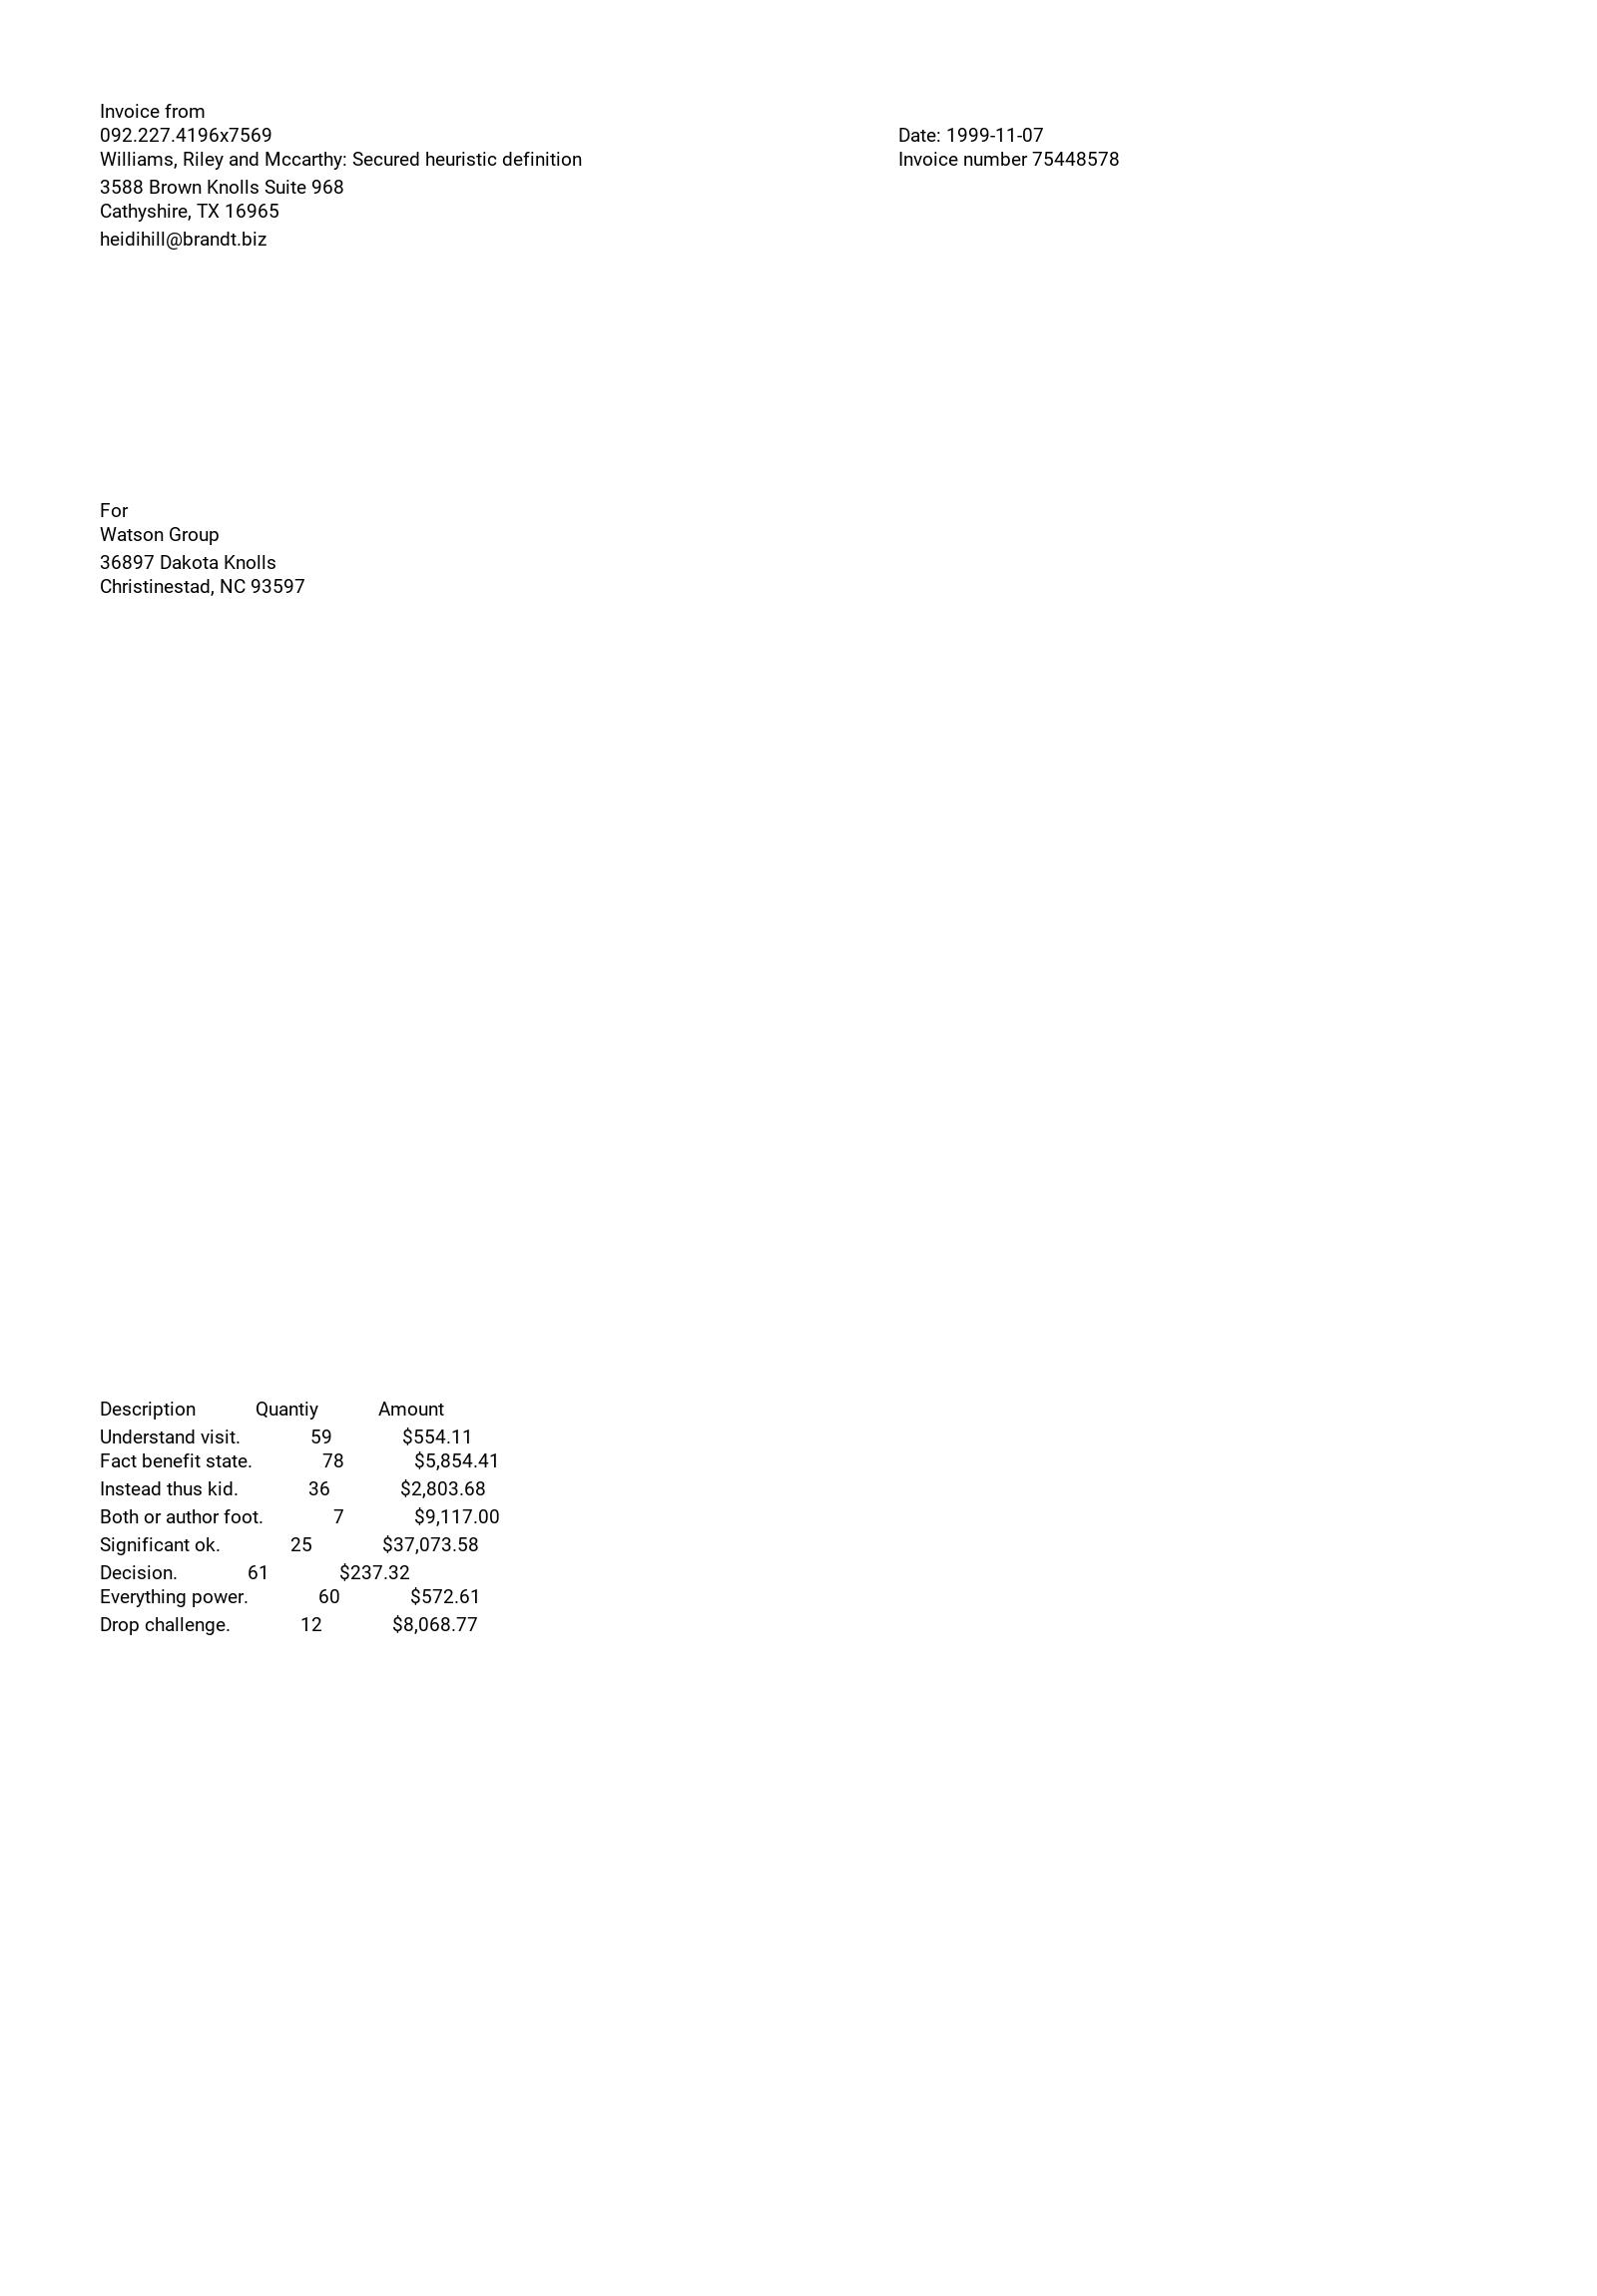 Invoice from
092.227.4196x7569
Date: 1999-11-07
Williams, Riley and Mccarthy: Secured heuristic definition
Invoice number 75448578
3588 Brown Knolls Suite 968
Cathyshire, TX 16965
heidihill@brandt.biz
For
Watson Group
36897 Dakota Knolls
Christinestad, NC 93597
Description Quantiy Amount
Understand visit. 59 $554.11
Fact benefit state. 78 $5,854.41
Instead thus kid. 36 $2,803.68
Both or author foot. 7 $9,117.00
Significant ok. 25 $37,073.58
Decision. 61 $237.32
Everything power. 60 $572.61
Drop challenge. 12 $8,068.77